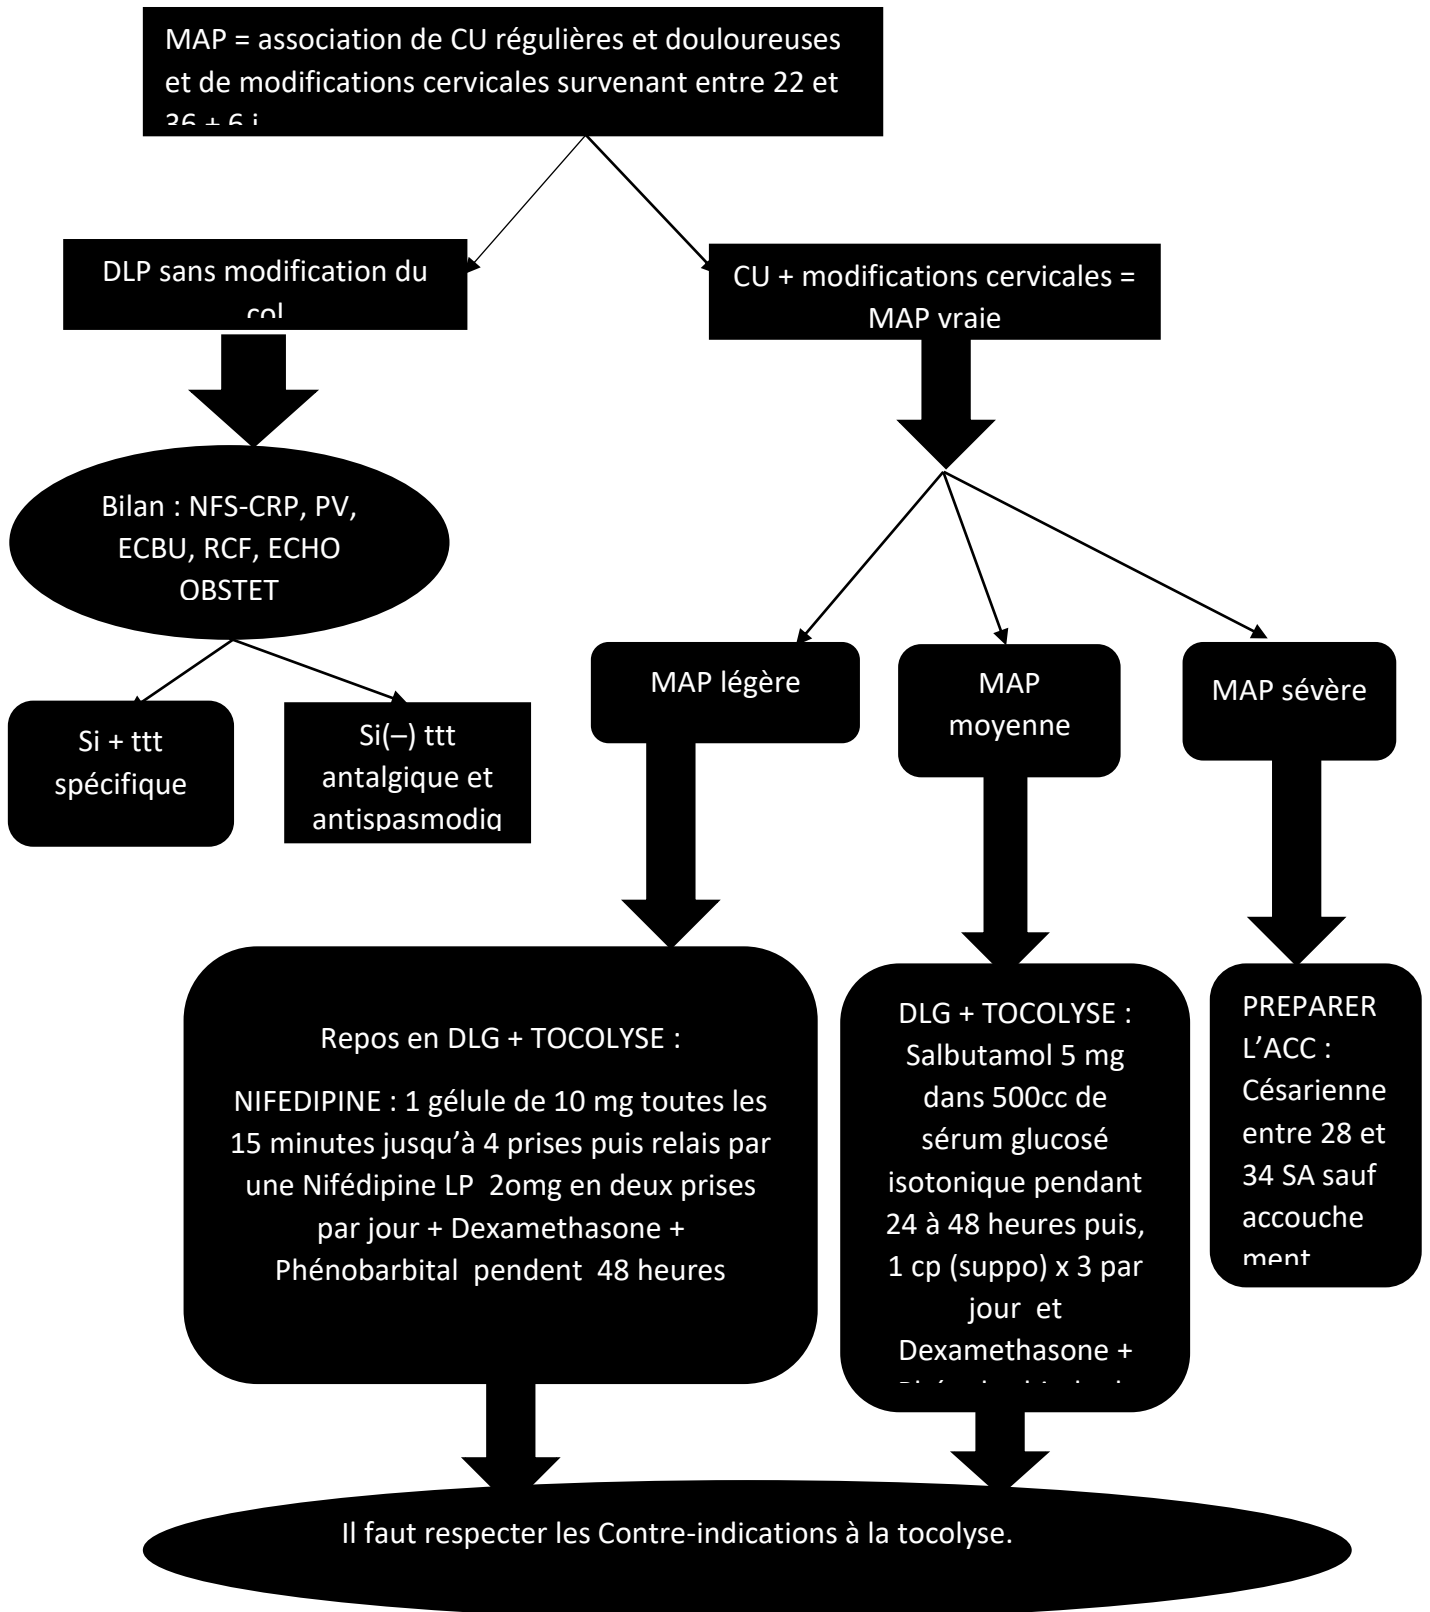 MAP = association de CU régulières et douloureuses
et de modifications cervicales survenant entre 22 et
36 + 6 j
DLP sans modification du
col
CU + modifications cervicales =
MAP vraie
Bilan : NFS-CRP, PV,
ECBU, RCF, ECHO
OBSTET
MAP légère
MAP
moyenne
MAP sévère
Si + ttt
spécifique
Si(–) ttt
antalgique et
antispasmodiq
Repos en DLG + TOCOLYSE :
NIFEDIPINE : 1 gélule de 10 mg toutes les
15 minutes jusqu’à 4 prises puis relais par
une Nifédipine LP 2omg en deux prises
par jour + Dexamethasone +
Phénobarbital pendent 48 heures
DLG + TOCOLYSE :
Salbutamol 5 mg
dans 500cc de
sérum glucosé
isotonique pendant
24 à 48 heures puis,
1 cp (suppo) x 3 par
jour et
Dexamethasone +
PREPARER
L’ACC :
Césarienne
entre 28 et
34 SA sauf
accouche
ment
Il faut respecter les Contre-indications à la tocolyse.